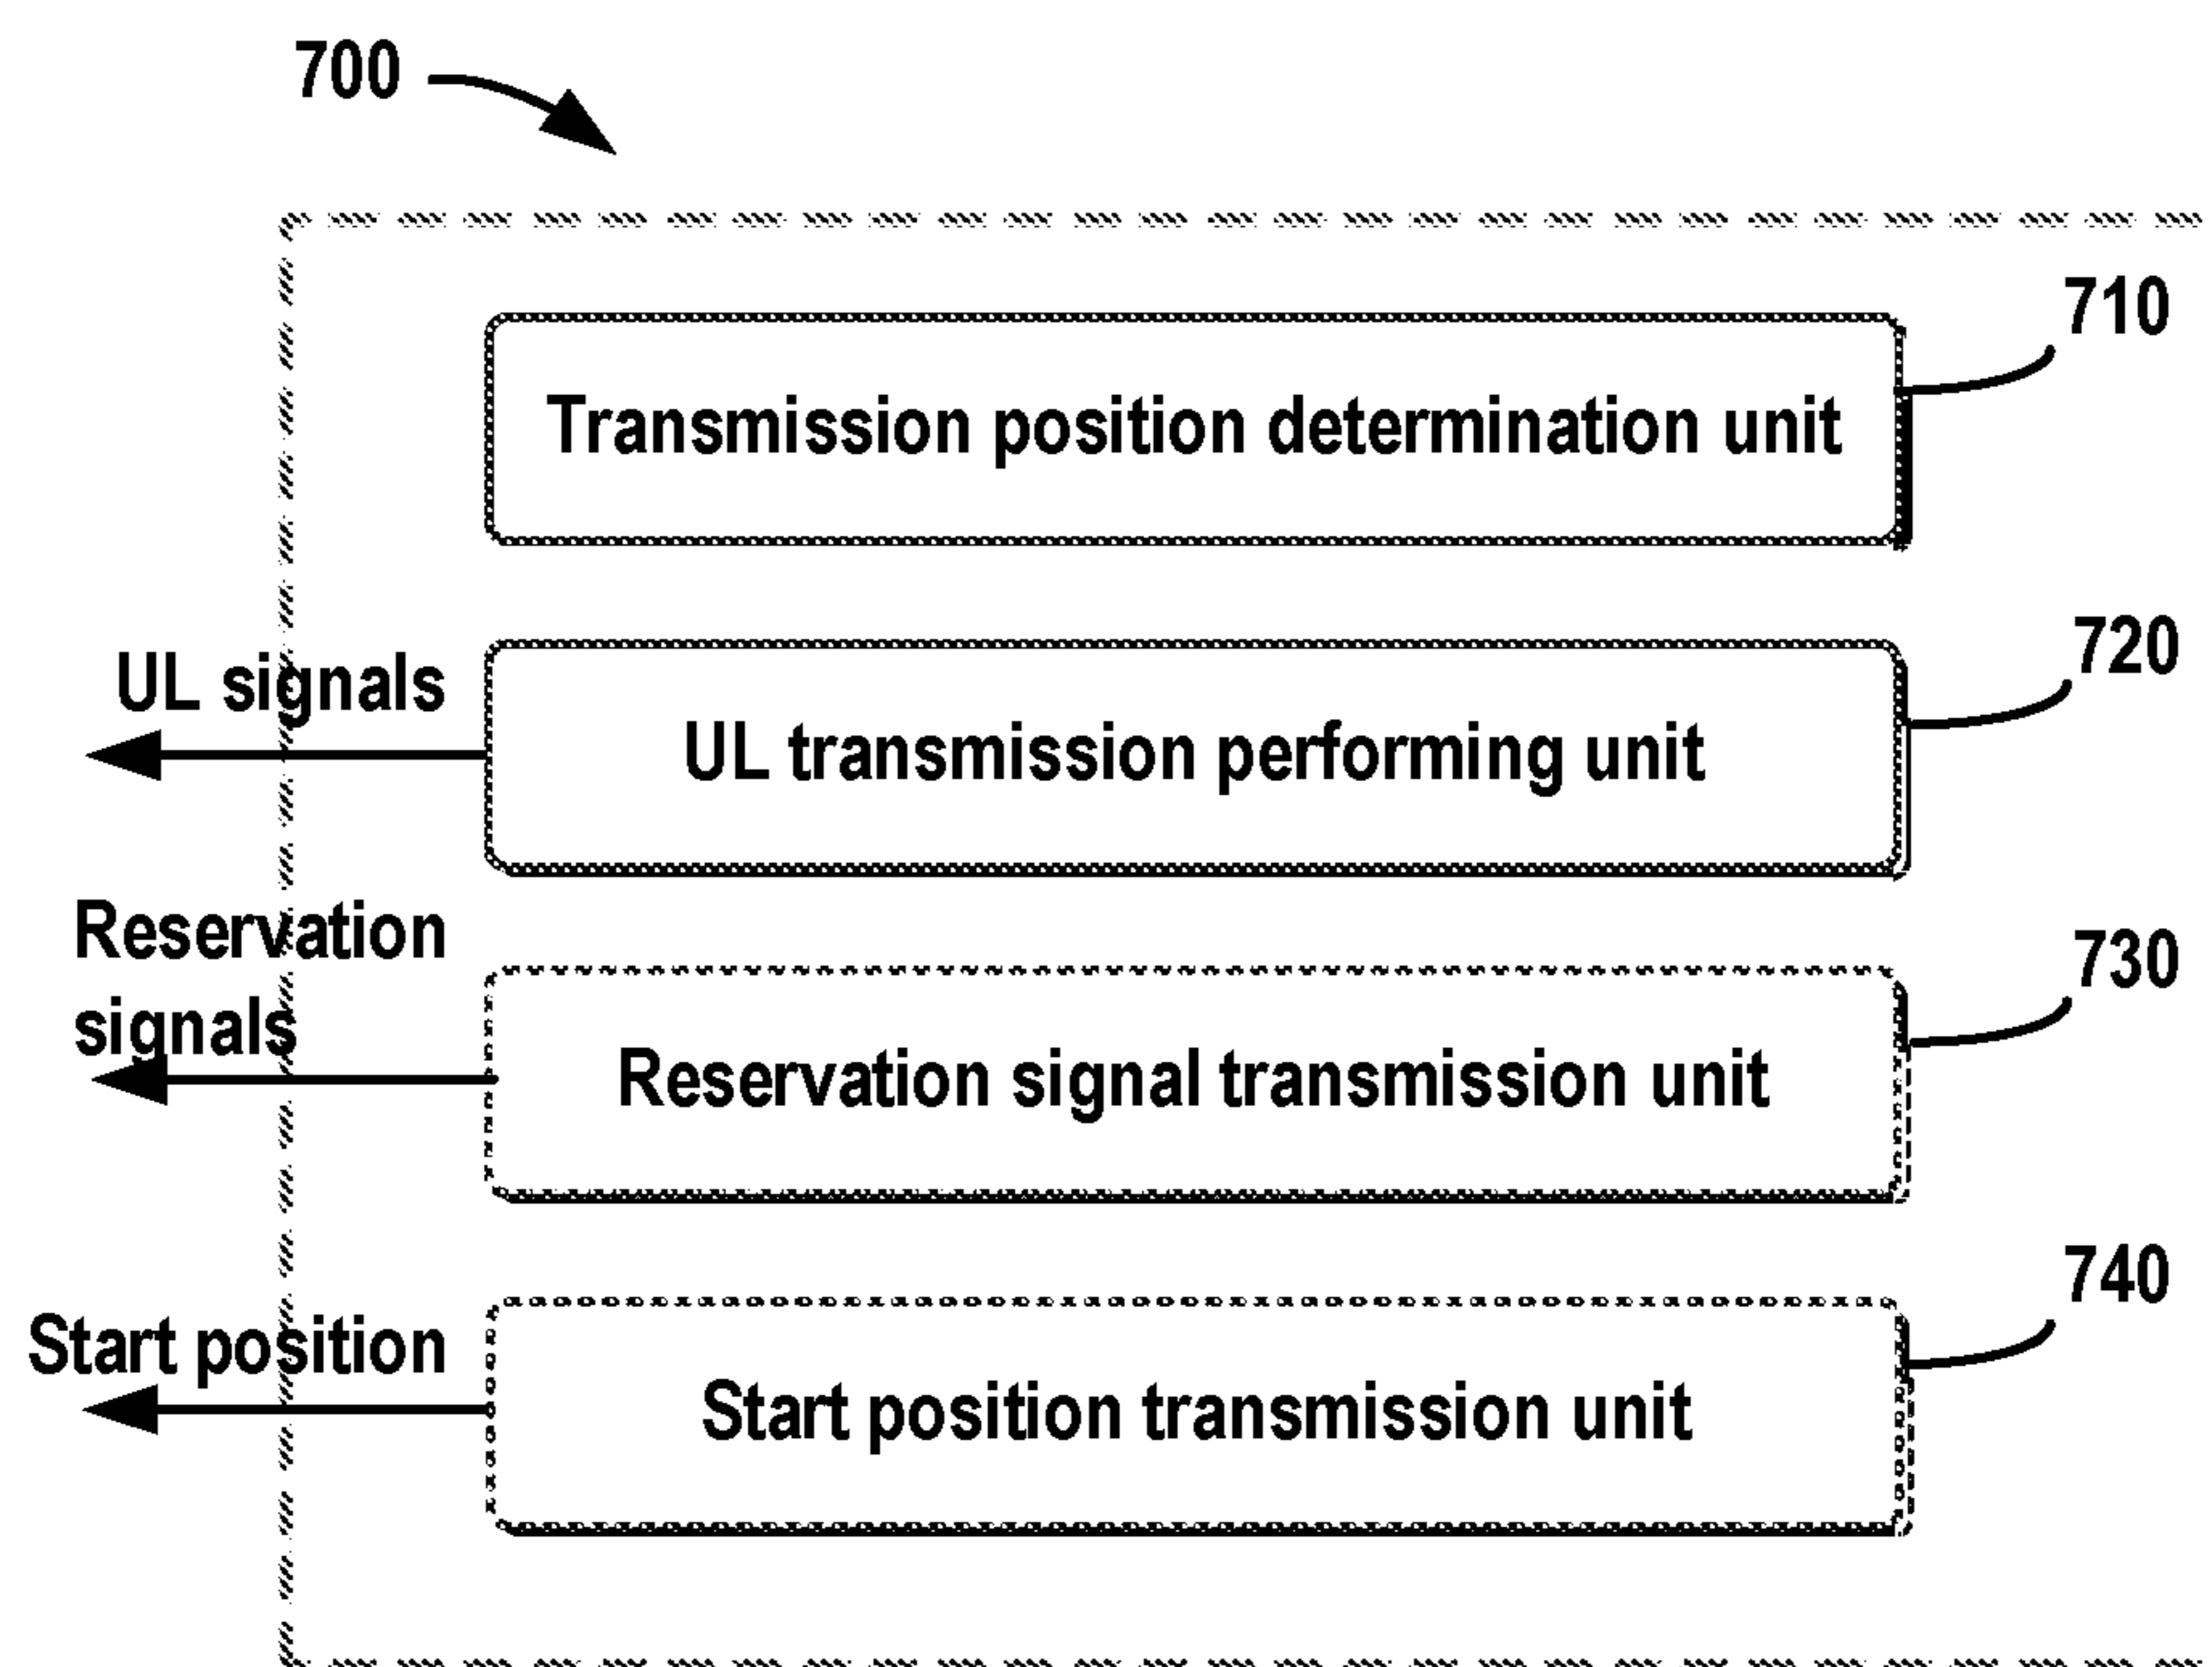 700
710
Transmission position determination unit
720
UL signals
UL transmission performing unit
Reservation
signals
730
Reservation signal transmission unit
740
Start position
Start position transmission unit